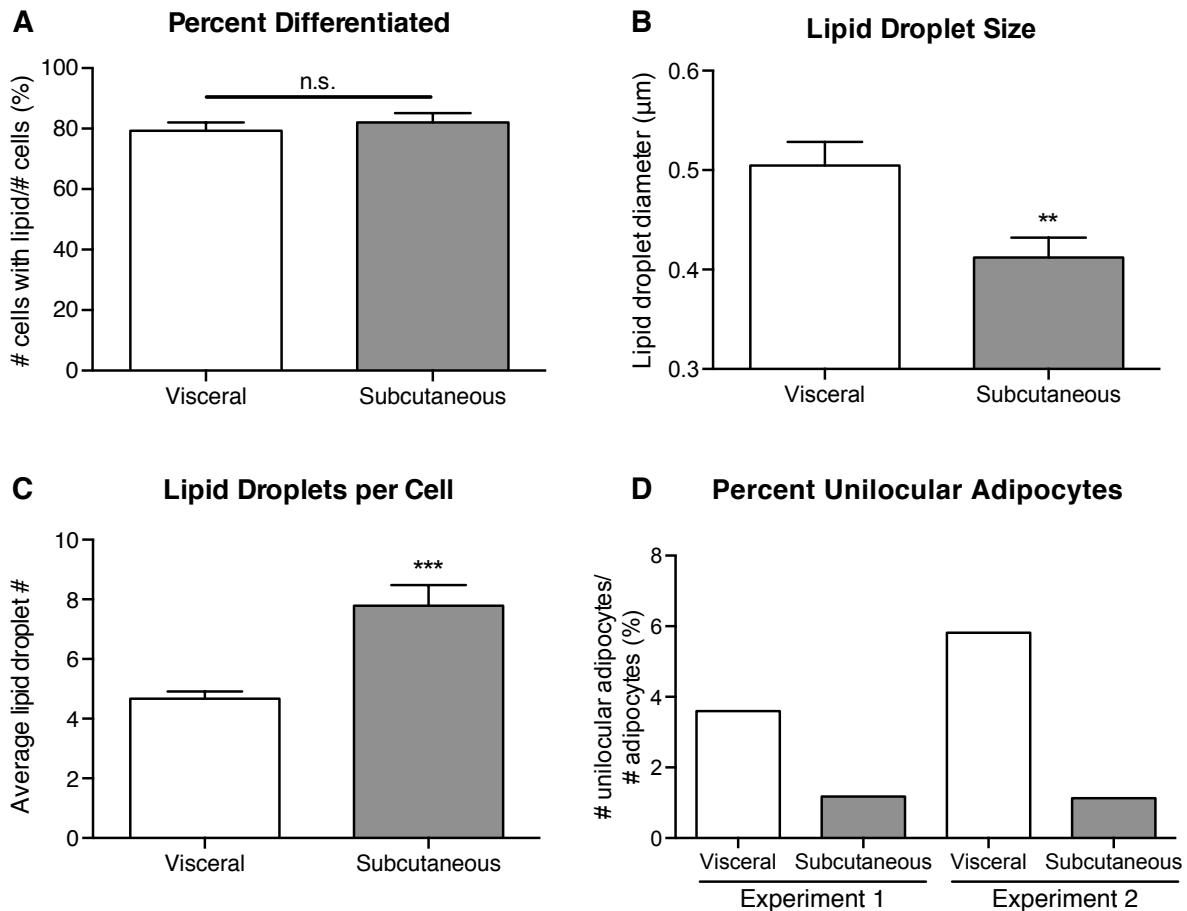 A
Percent Differentiated
# cells with lipid/# cells (%)
100
80
60
40
20
0
n.s.
Visceral
Subcutaneous
B
Lipid Droplet Size
Lipid droplet diameter (µm)
0.6
0.5
0.4
0.3
**
Visceral
Subcutaneous
C
Lipid Droplets per Cell
Average lipid droplet #
10
8
6
4
2
0
***
Visceral
Subcutaneous
D
Percent Unilocular Adipocytes
# unilocular adipocytes/
# adipocytes (%)
8
6
4
2
0
Visceral
Subcutaneous
Visceral
Subcutaneous
Experiment 1
Experiment 2